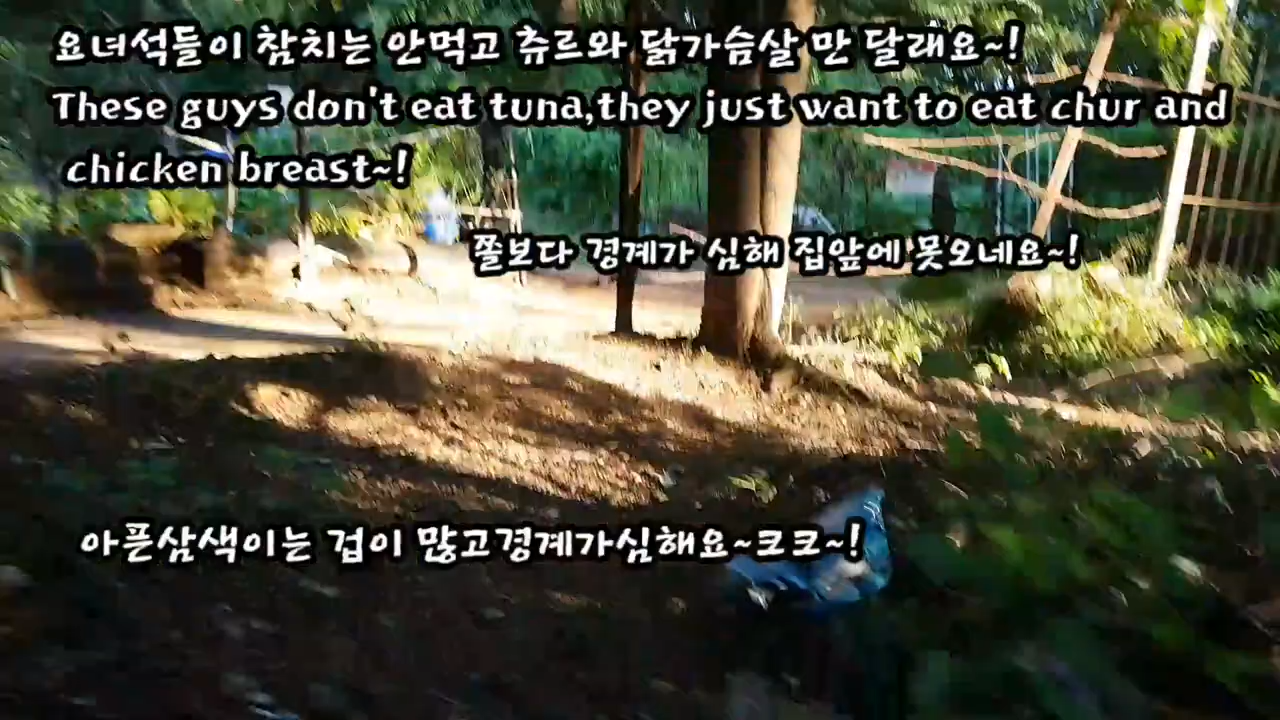 요녀석들이 참치는 안먹고 츄르와 닭가슴살 만 달래요~!
These guys don't eat tuna,they just want to eat chur and
chicken breast~!
쫄보다 경계가 심해 집앞에 못오네요~!
아픈삼색이는 겁이 많고경계가심해요~크크~!